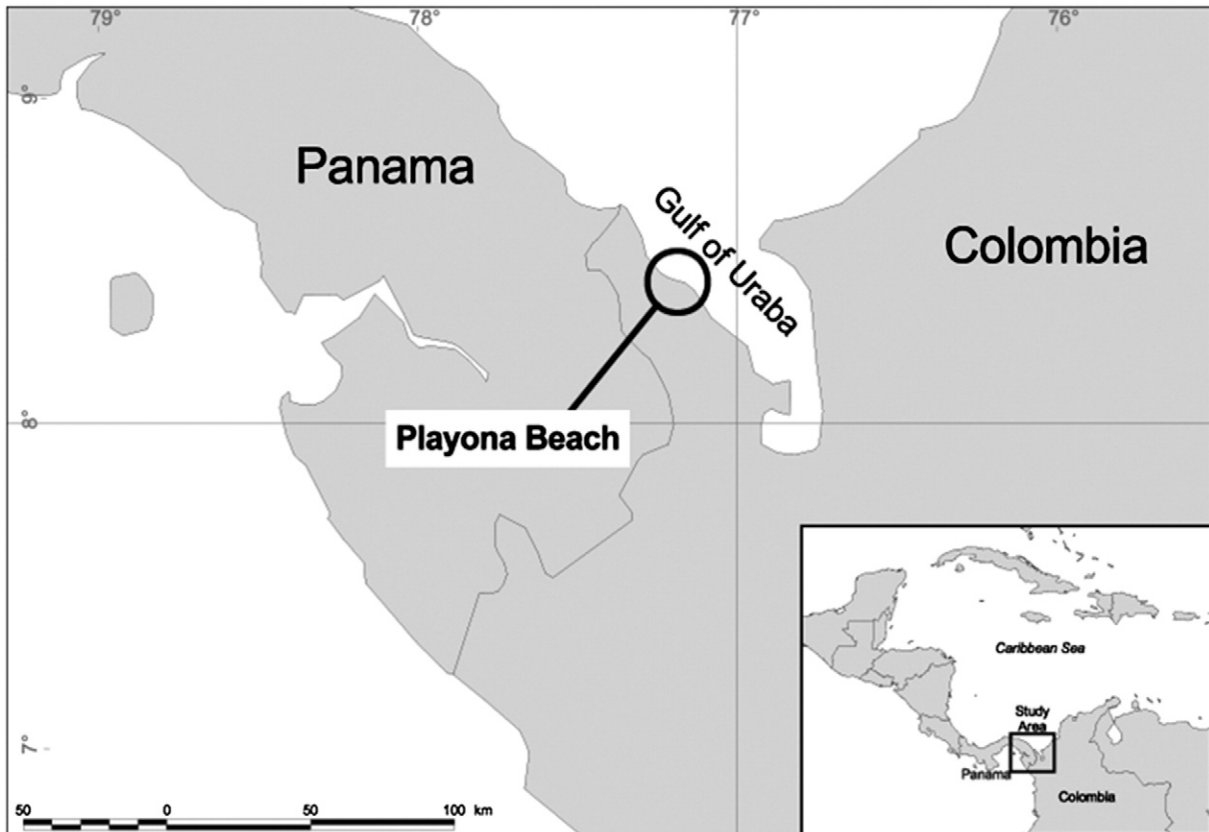 79°
78°
77°
76°
9°
Panama
Gulf of Uraba
Colombia
8°
Playona Beach
7°
50
0
50
100
km
Caribbean Sea
Study
Area
Panama
Colombia